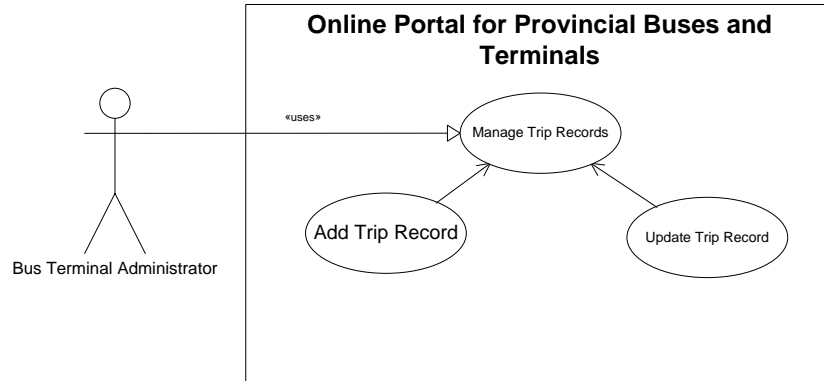 Online Portal for Provincial Buses and
Terminals
«uses»
Manage Trip Records
Add Trip Record
Update Trip Record
Bus Terminal Administrator